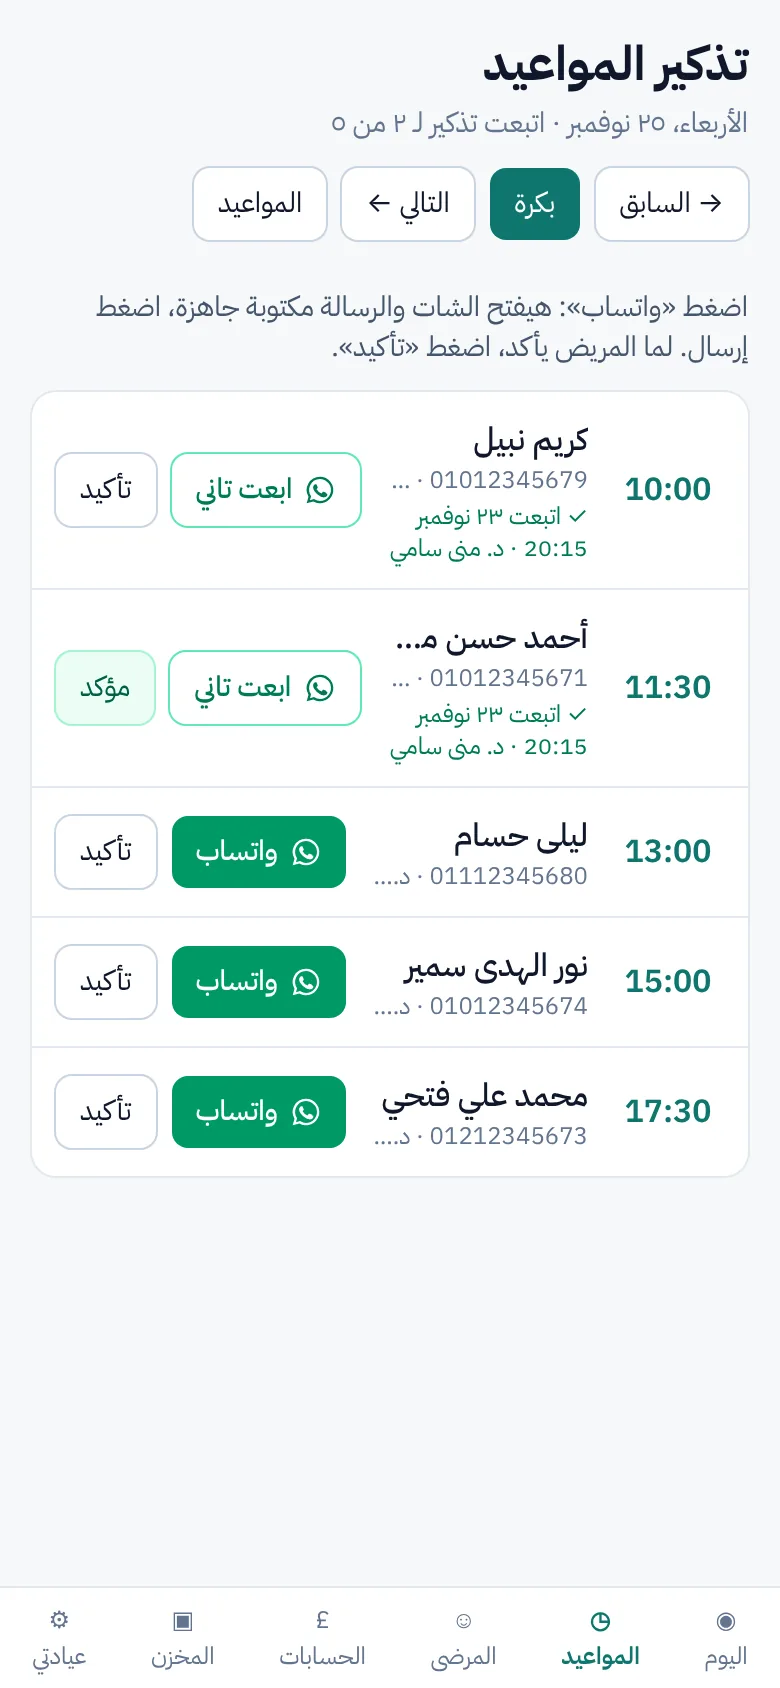 تذكير المواعيد
الأربعاء، ٢٥ نوفمبر · اتبعت تذكير لـ ٢ من ٥
→ السابق
بكرة
التالي ←
المواعيد
اضغط «واتساب»: هيفتح الشات والرسالة مكتوبة جاهزة، اضغط
إرسال. لما المريض يأكد، اضغط «تأكيد».
10:00
كريم نبيل
01012345679 · ...
✓ اتبعت ٢٣ نوفمبر
20:15 · د. منى سامي
ابعت تاني
تأكيد
11:30
أحمد حسن م...
01012345671 · ...
✓ اتبعت ٢٣ نوفمبر
20:15 · د. منى سامي
ابعت تاني
مؤكد
13:00
ليلى حسام
01112345680 · د....
واتساب
تأكيد
15:00
نور الهدى سمير
01012345674 · د....
واتساب
تأكيد
17:30
محمد علي فتحي
01212345673 · د....
واتساب
تأكيد
اليوم
المواعيد
المرضى
£
الحسابات
المخزن
عيادتي